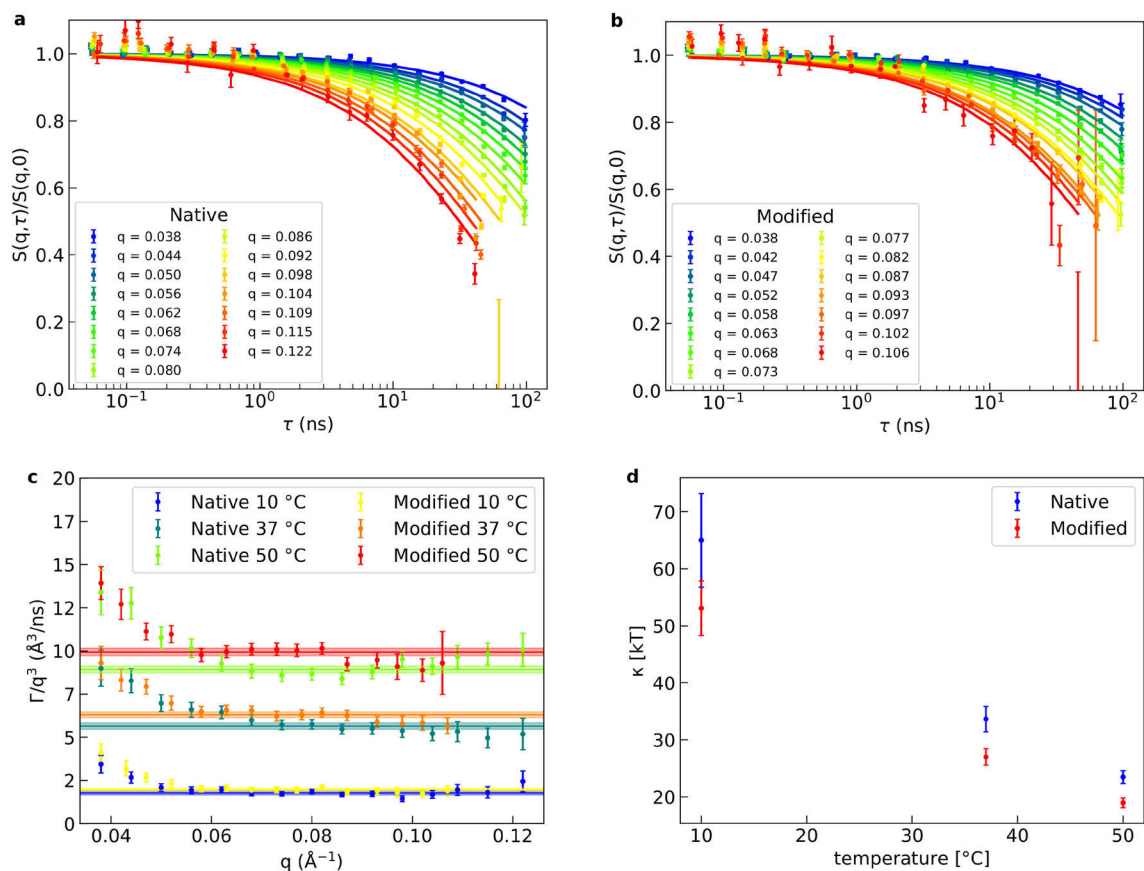 a
S(q,τ)/S(q,0)
1.0
0.8
0.6
0.4
0.2
0.0
Native
q = 0.038
q = 0.044
q = 0.050
q = 0.056
q = 0.062
q = 0.068
q = 0.074
q = 0.080
q = 0.086
q = 0.092
q = 0.098
q = 0.104
q = 0.109
q = 0.115
q = 0.122
10⁻¹ 10⁰ 10¹ 10²
τ (ns)
b
S(q,τ)/S(q,0)
1.0
0.8
0.6
0.4
0.2
0.0
Modified
q = 0.038
q = 0.042
q = 0.047
q = 0.052
q = 0.058
q = 0.063
q = 0.068
q = 0.073
q = 0.077
q = 0.082
q = 0.087
q = 0.093
q = 0.097
q = 0.102
q = 0.106
10⁻¹ 10⁰ 10¹ 10²
τ (ns)
c
Γ/q³ (Å³/ns)
20
17
15
12
10
7
5
2
0
Native 10 °C
Native 37 °C
Native 50 °C
Modified 10 °C
Modified 37 °C
Modified 50 °C
0.04 0.06 0.08 0.10 0.12
q (Å⁻¹)
d
κ [kT]
70
60
50
40
30
20
Native
Modified
10 20 30 40 50
temperature [°C]